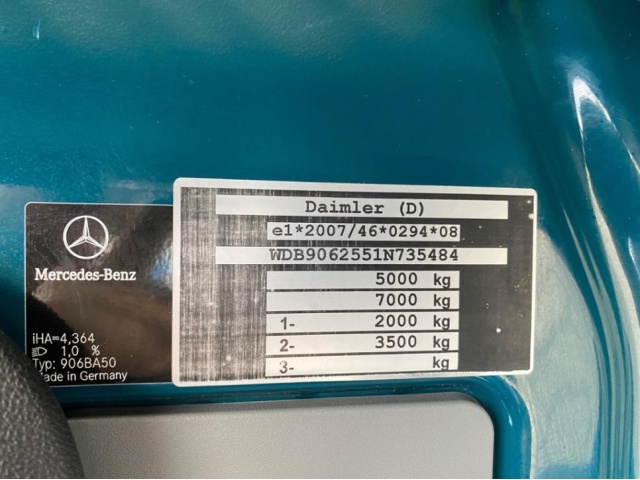 Daimler (D)
e1*2007/46*0294*08
WDB9062551N735484
5000 kg
7000 kg
1- 2000 kg
2- 3500 kg
3- kg
Mercedes-Benz
iHA=4,364
1,0 %
Typ: 906BA50
Made in Germany